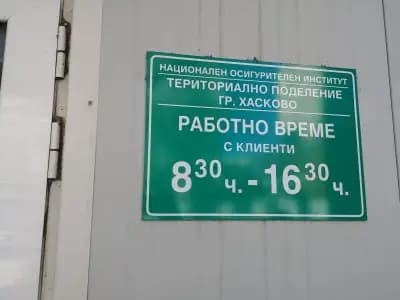 НАЦИОНАЛЕН ОСИГУРИТЕЛЕН ИНСТИТУТ
ТЕРИТОРИАЛНО ПОДЕЛЕНИЕ
ГР. ХАСКОВО
РАБОТНО ВРЕМЕ
С КЛИЕНТИ
8³⁰ ч. - 16³⁰ ч.